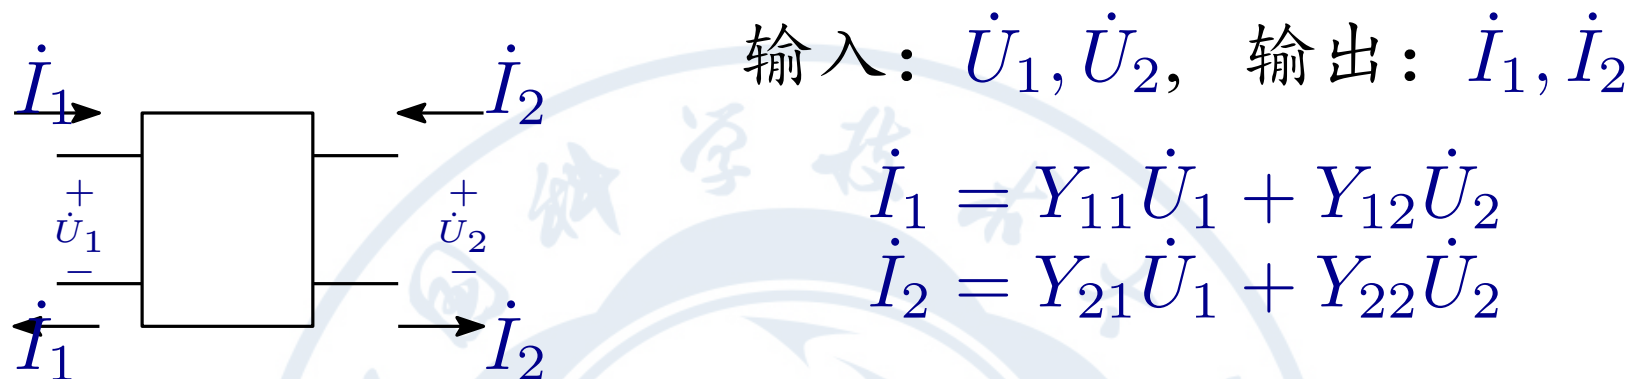 输入：U̇₁, U̇₂, 输出：İ₁, İ₂
İ₁ İ₂
+ +
U̇₁ U̇₂
− −
İ₁ İ₂
İ₁ = Y₁₁U̇₁ + Y₁₂U̇₂
İ₂ = Y₂₁U̇₁ + Y₂₂U̇₂